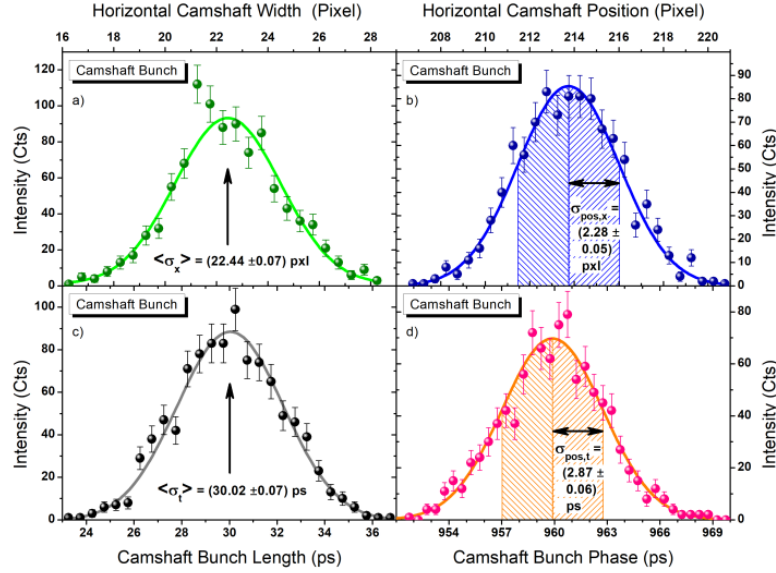 Horizontal Camshaft Width (Pixel)
Horizontal Camshaft Position (Pixel)
16 18 20 22 24 26 28
208 210 212 214 216 218 220
Camshaft Bunch
a)
Intensity (Cts)
120
100
80
60
40
20
0
<σx> = (22.44 ±0.07) pxl
Camshaft Bunch
b)
Intensity (Cts)
80
70
60
50
40
30
20
10
0
σpos,x =
(2.28 ±
0.05)
pxl
Camshaft Bunch
c)
Intensity (Cts)
100
80
60
40
20
0
<σt> = (30.02 ±0.07) ps
Camshaft Bunch
d)
Intensity (Cts)
80
60
40
20
0
σpos,t =
(2.87 ±
0.06)
ps
24 26 28 30 32 34 36
954 957 960 963 966 969
Camshaft Bunch Length (ps)
Camshaft Bunch Phase (ps)